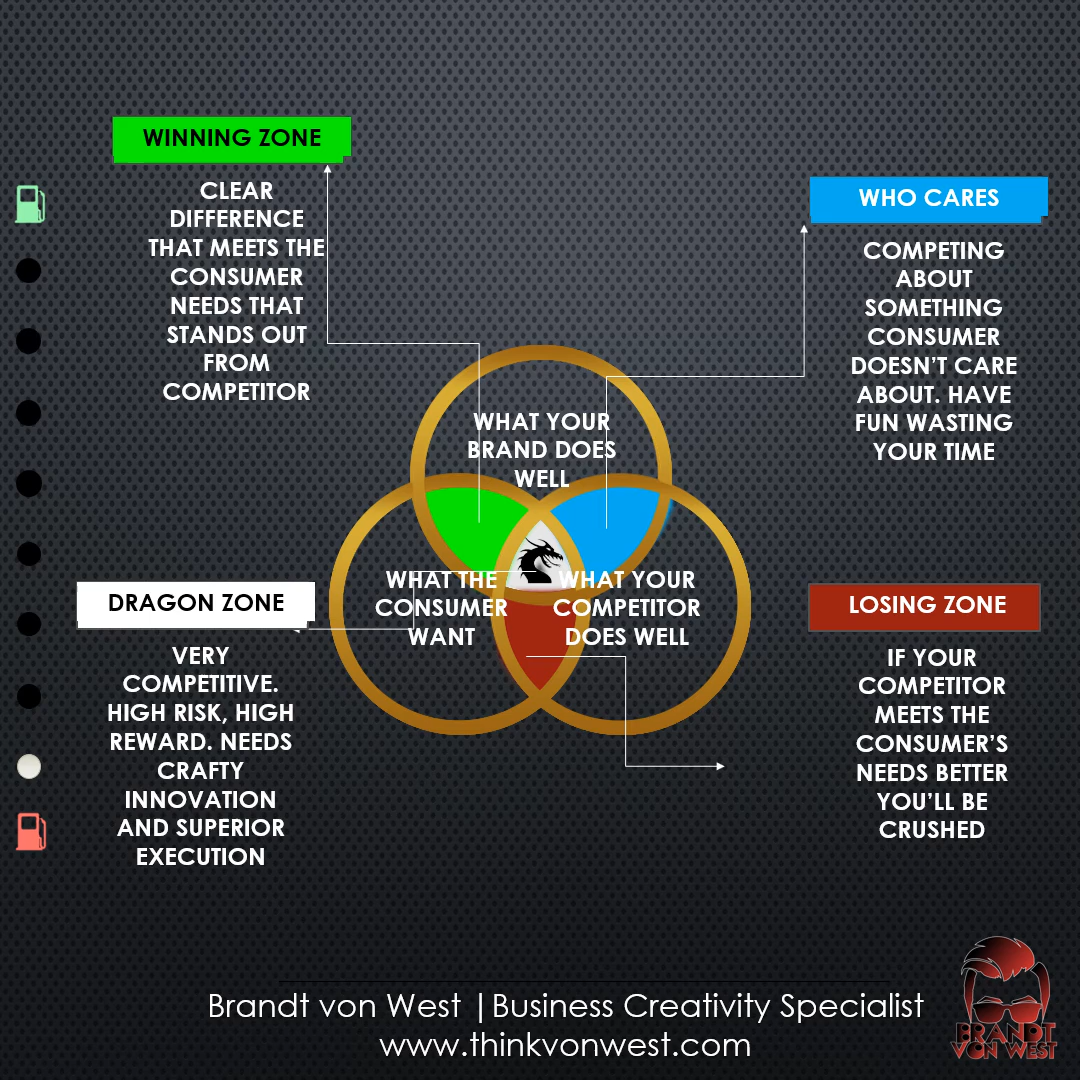 WINNING ZONE
CLEAR
DIFFERENCE
THAT MEETS THE
CONSUMER
NEEDS THAT
STANDS OUT
FROM
COMPETITOR
WHO CARES
COMPETING
ABOUT
SOMETHING
CONSUMER
DOESN’T CARE
ABOUT. HAVE
FUN WASTING
YOUR TIME
WHAT YOUR
BRAND DOES
WELL
WHAT THE
CONSUMER
WANT
WHAT YOUR
COMPETITOR
DOES WELL
DRAGON ZONE
VERY
COMPETITIVE.
HIGH RISK, HIGH
REWARD. NEEDS
CRAFTY
INNOVATION
AND SUPERIOR
EXECUTION
LOSING ZONE
IF YOUR
COMPETITOR
MEETS THE
CONSUMER’S
NEEDS BETTER
YOU’LL BE
CRUSHED
Brandt von West |Business Creativity Specialist
www.thinkvonwest.com
BRANDT
VON WEST